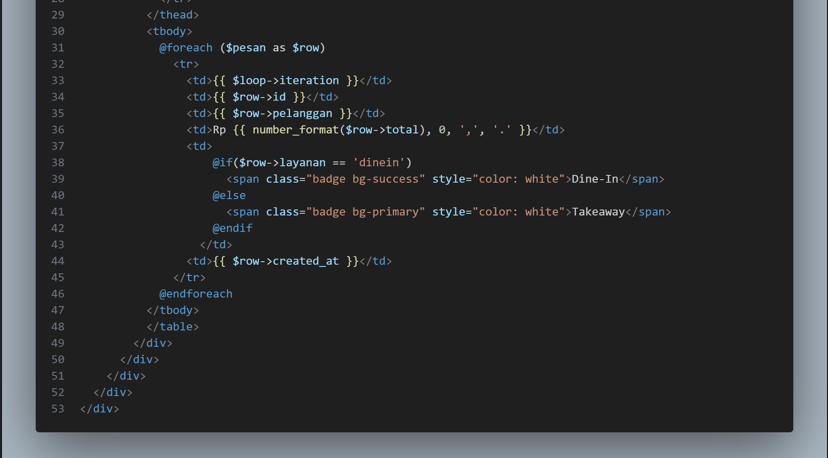 28             </tr>
29           </thead>
30           <tbody>
31             @foreach ($pesan as $row)
32               <tr>
33                 <td>{{ $loop->iteration }}</td>
34                 <td>{{ $row->id }}</td>
35                 <td>{{ $row->pelanggan }}</td>
36                 <td>Rp {{ number_format($row->total), 0, ',', '.' }}</td>
37                 <td>
38                     @if($row->layanan == 'dinein')
39                       <span class="badge bg-success" style="color: white">Dine-In</span>
40                     @else
41                       <span class="badge bg-primary" style="color: white">Takeaway</span>
42                     @endif
43                   </td>
44                 <td>{{ $row->created_at }}</td>
45               </tr>
46             @endforeach
47           </tbody>
48           </table>
49         </div>
50       </div>
51     </div>
52   </div>
53 </div>